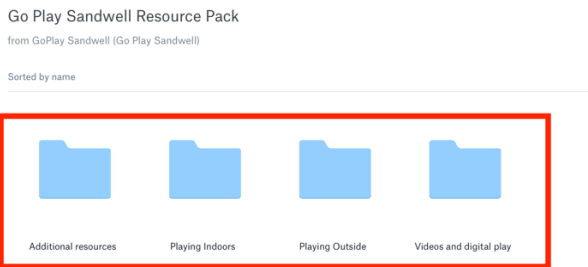 Go Play Sandwell Resource Pack
from GoPlay Sandwell (Go Play Sandwell)
Sorted by name
Additional resources Playing Indoors Playing Outside Videos and digital play